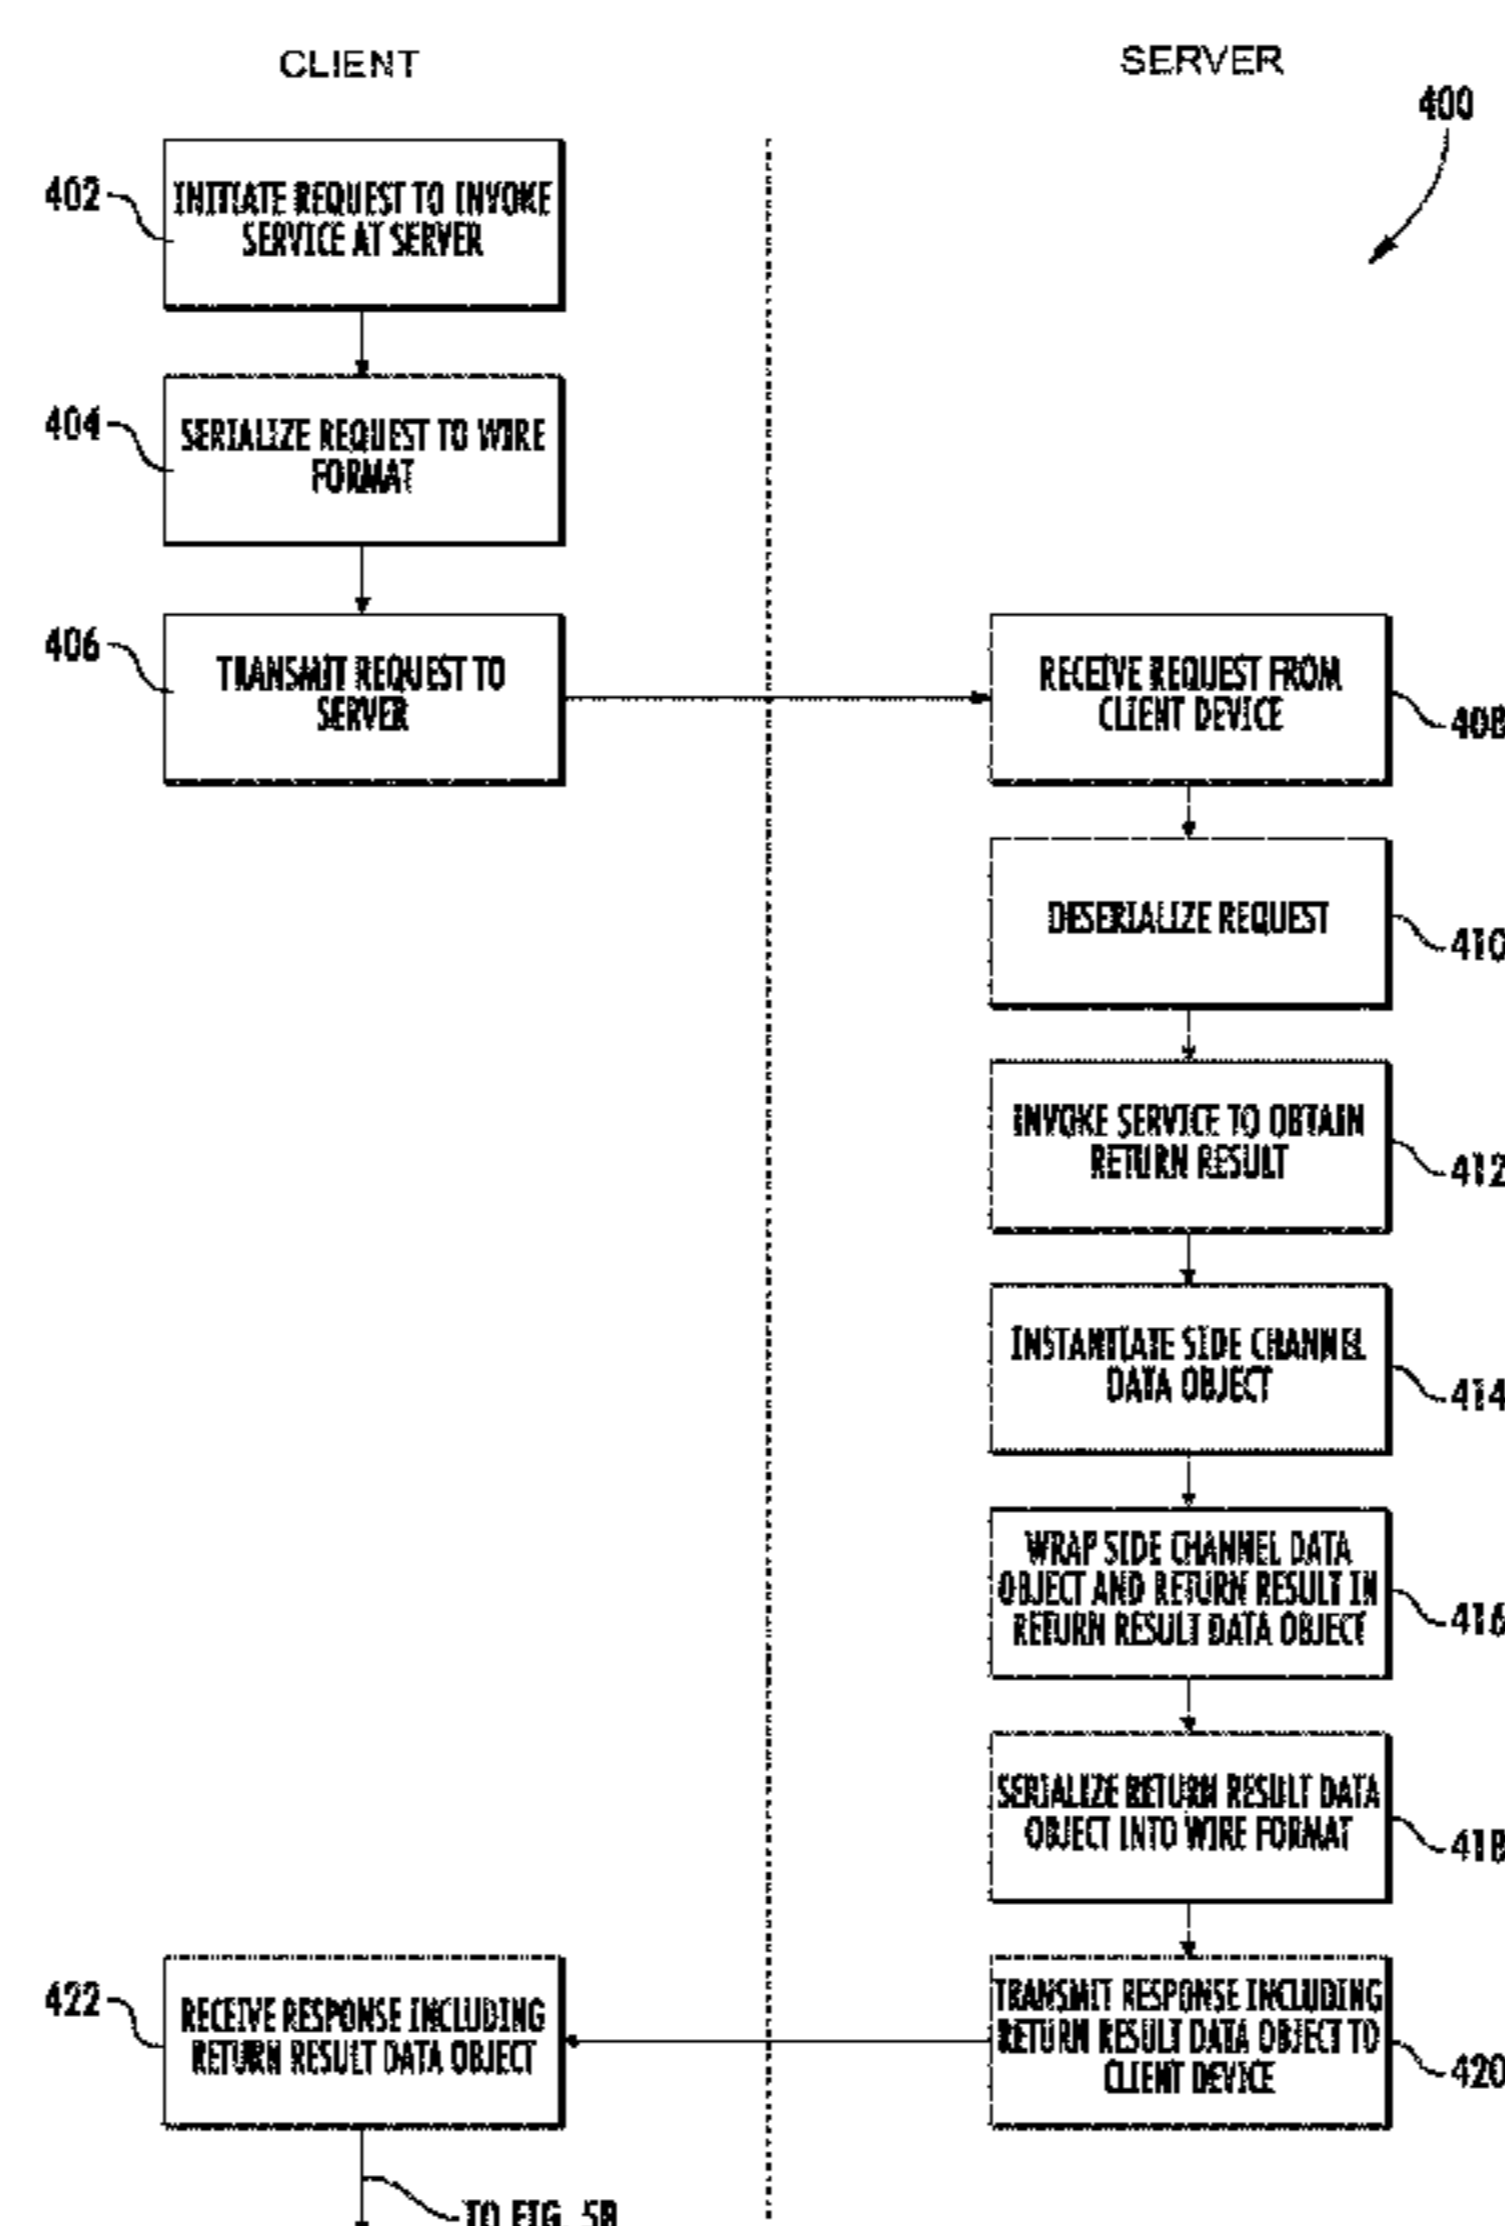 CLIENT
SERVER
400
402
INITIATE REQUEST TO INVOKE
SERVICE AT SERVER
404
SERIALIZE REQUEST TO WIRE
FORMAT
406
TRANSMIT REQUEST TO
SERVER
RECEIVE REQUEST FROM
CLIENT DEVICE
408
DESERIALIZE REQUEST
410
INVOKE SERVICE TO OBTAIN
RETURN RESULT
412
INSTANTIATE SIDE CHANNEL
DATA OBJECT
414
WRAP SIDE CHANNEL DATA
OBJECT AND RETURN RESULT IN
RETURN RESULT DATA OBJECT
416
SERIALIZE RETURN RESULT DATA
OBJECT INTO WIRE FORMAT
418
422
RECEIVE RESPONSE INCLUDING
RETURN RESULT DATA OBJECT
TRANSMIT RESPONSE INCLUDING
RETURN RESULT DATA OBJECT TO
CLIENT DEVICE
420
TO FIG. 5B